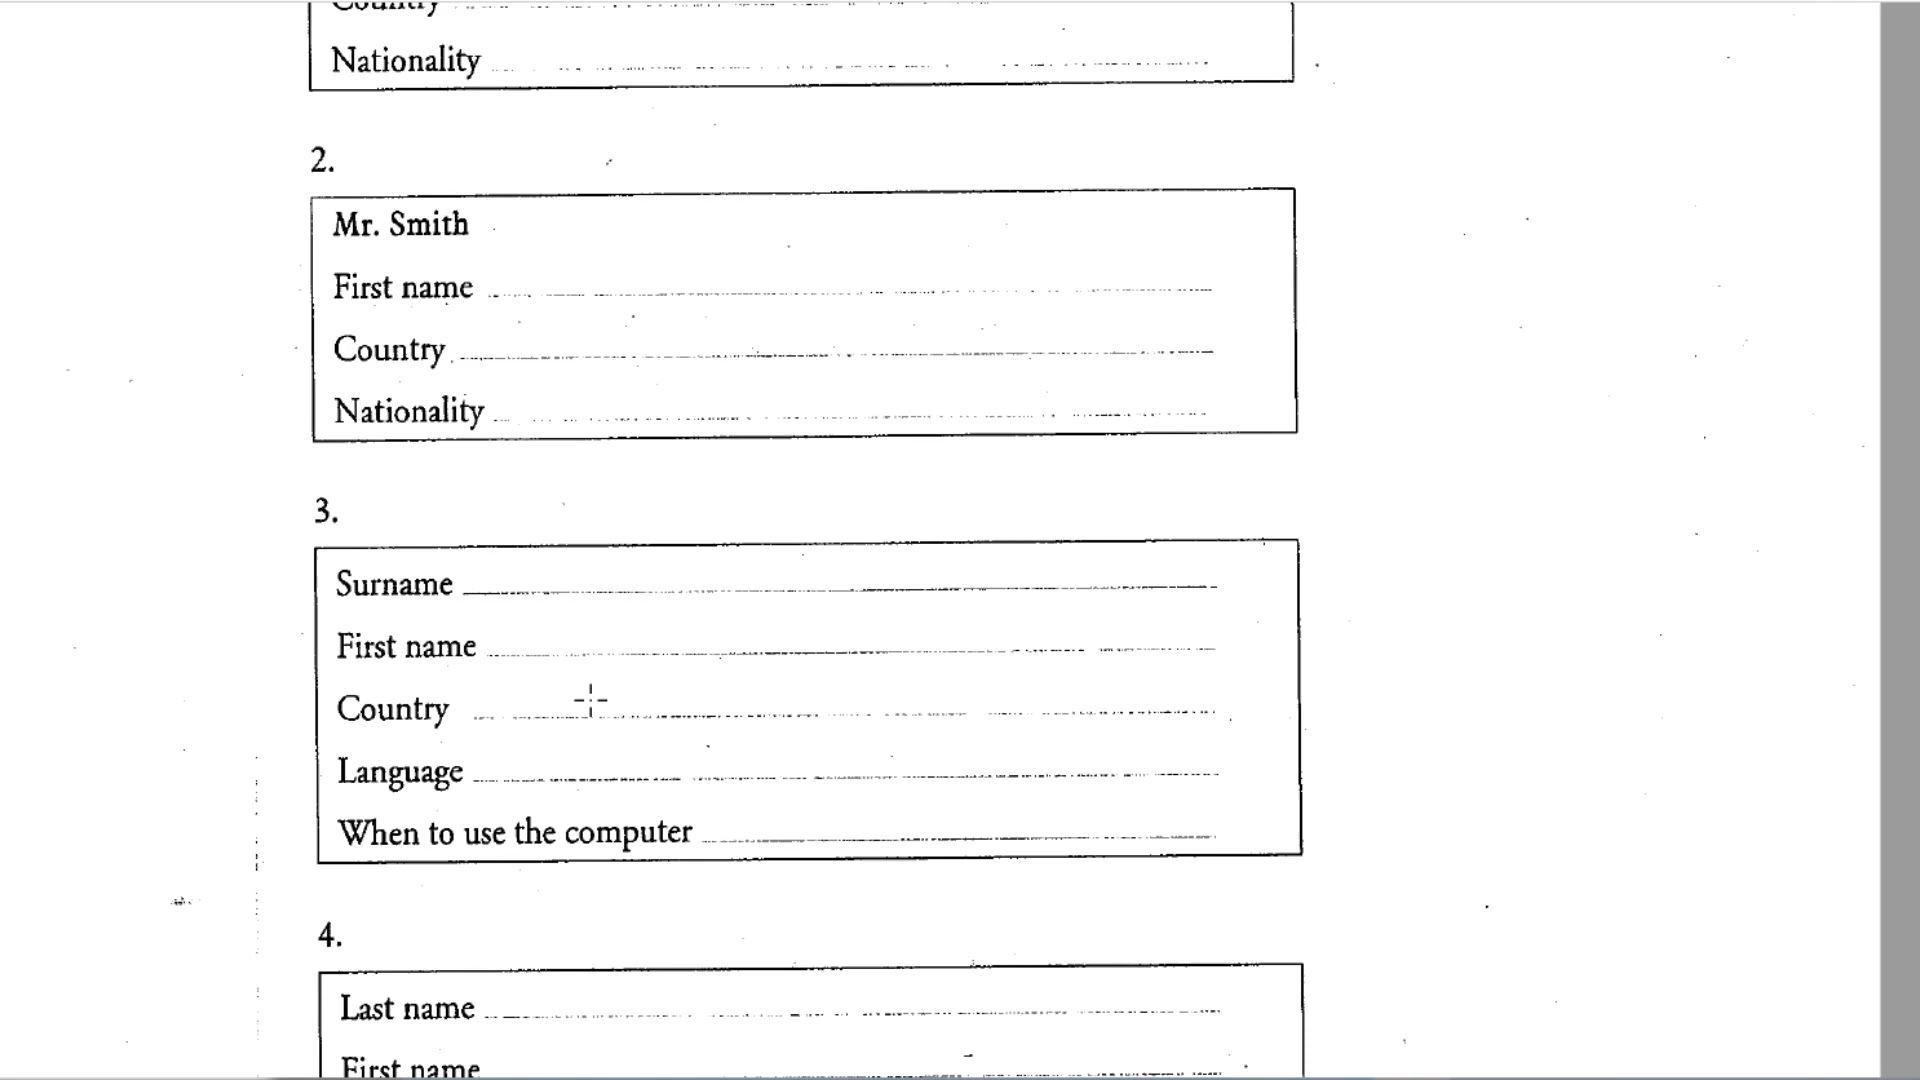 Country
Nationality
2.
Mr. Smith
First name
Country
Nationality
3.
Surname
First name
Country
Language
When to use the computer
4.
Last name
First name